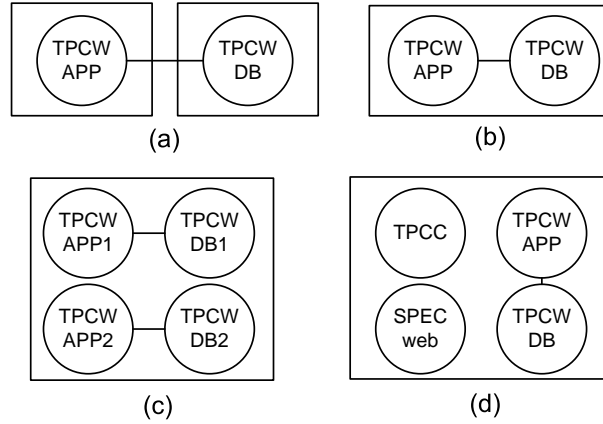 TPCW
APP
TPCW
DB
(a)
TPCW
APP
TPCW
DB
(b)
TPCW
APP1
TPCW
DB1
TPCW
APP2
TPCW
DB2
(c)
TPCC
TPCW
APP
SPEC
web
TPCW
DB
(d)